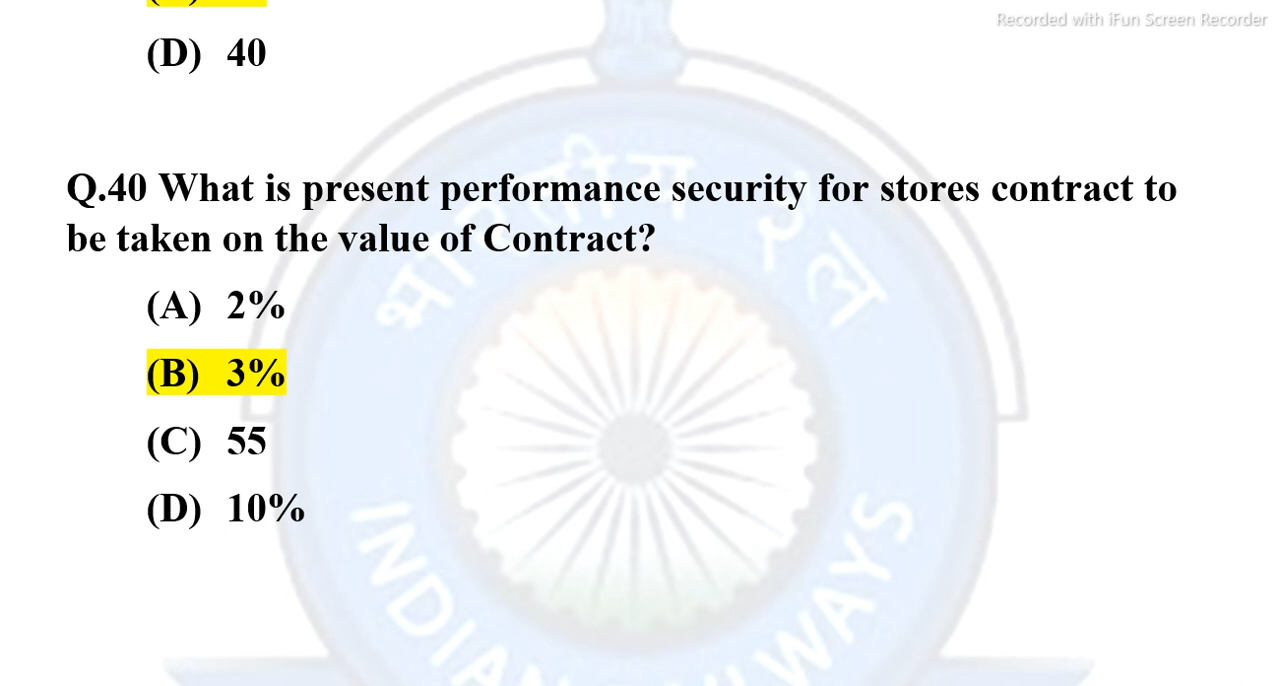 Recorded with iFun Screen Recorder
(D) 40
Q.40 What is present performance security for stores contract to
be taken on the value of Contract?
(A) 2%
(B) 3%
(C) 55
(D) 10%
भारतीय रेल
INDIAN RAILWAYS